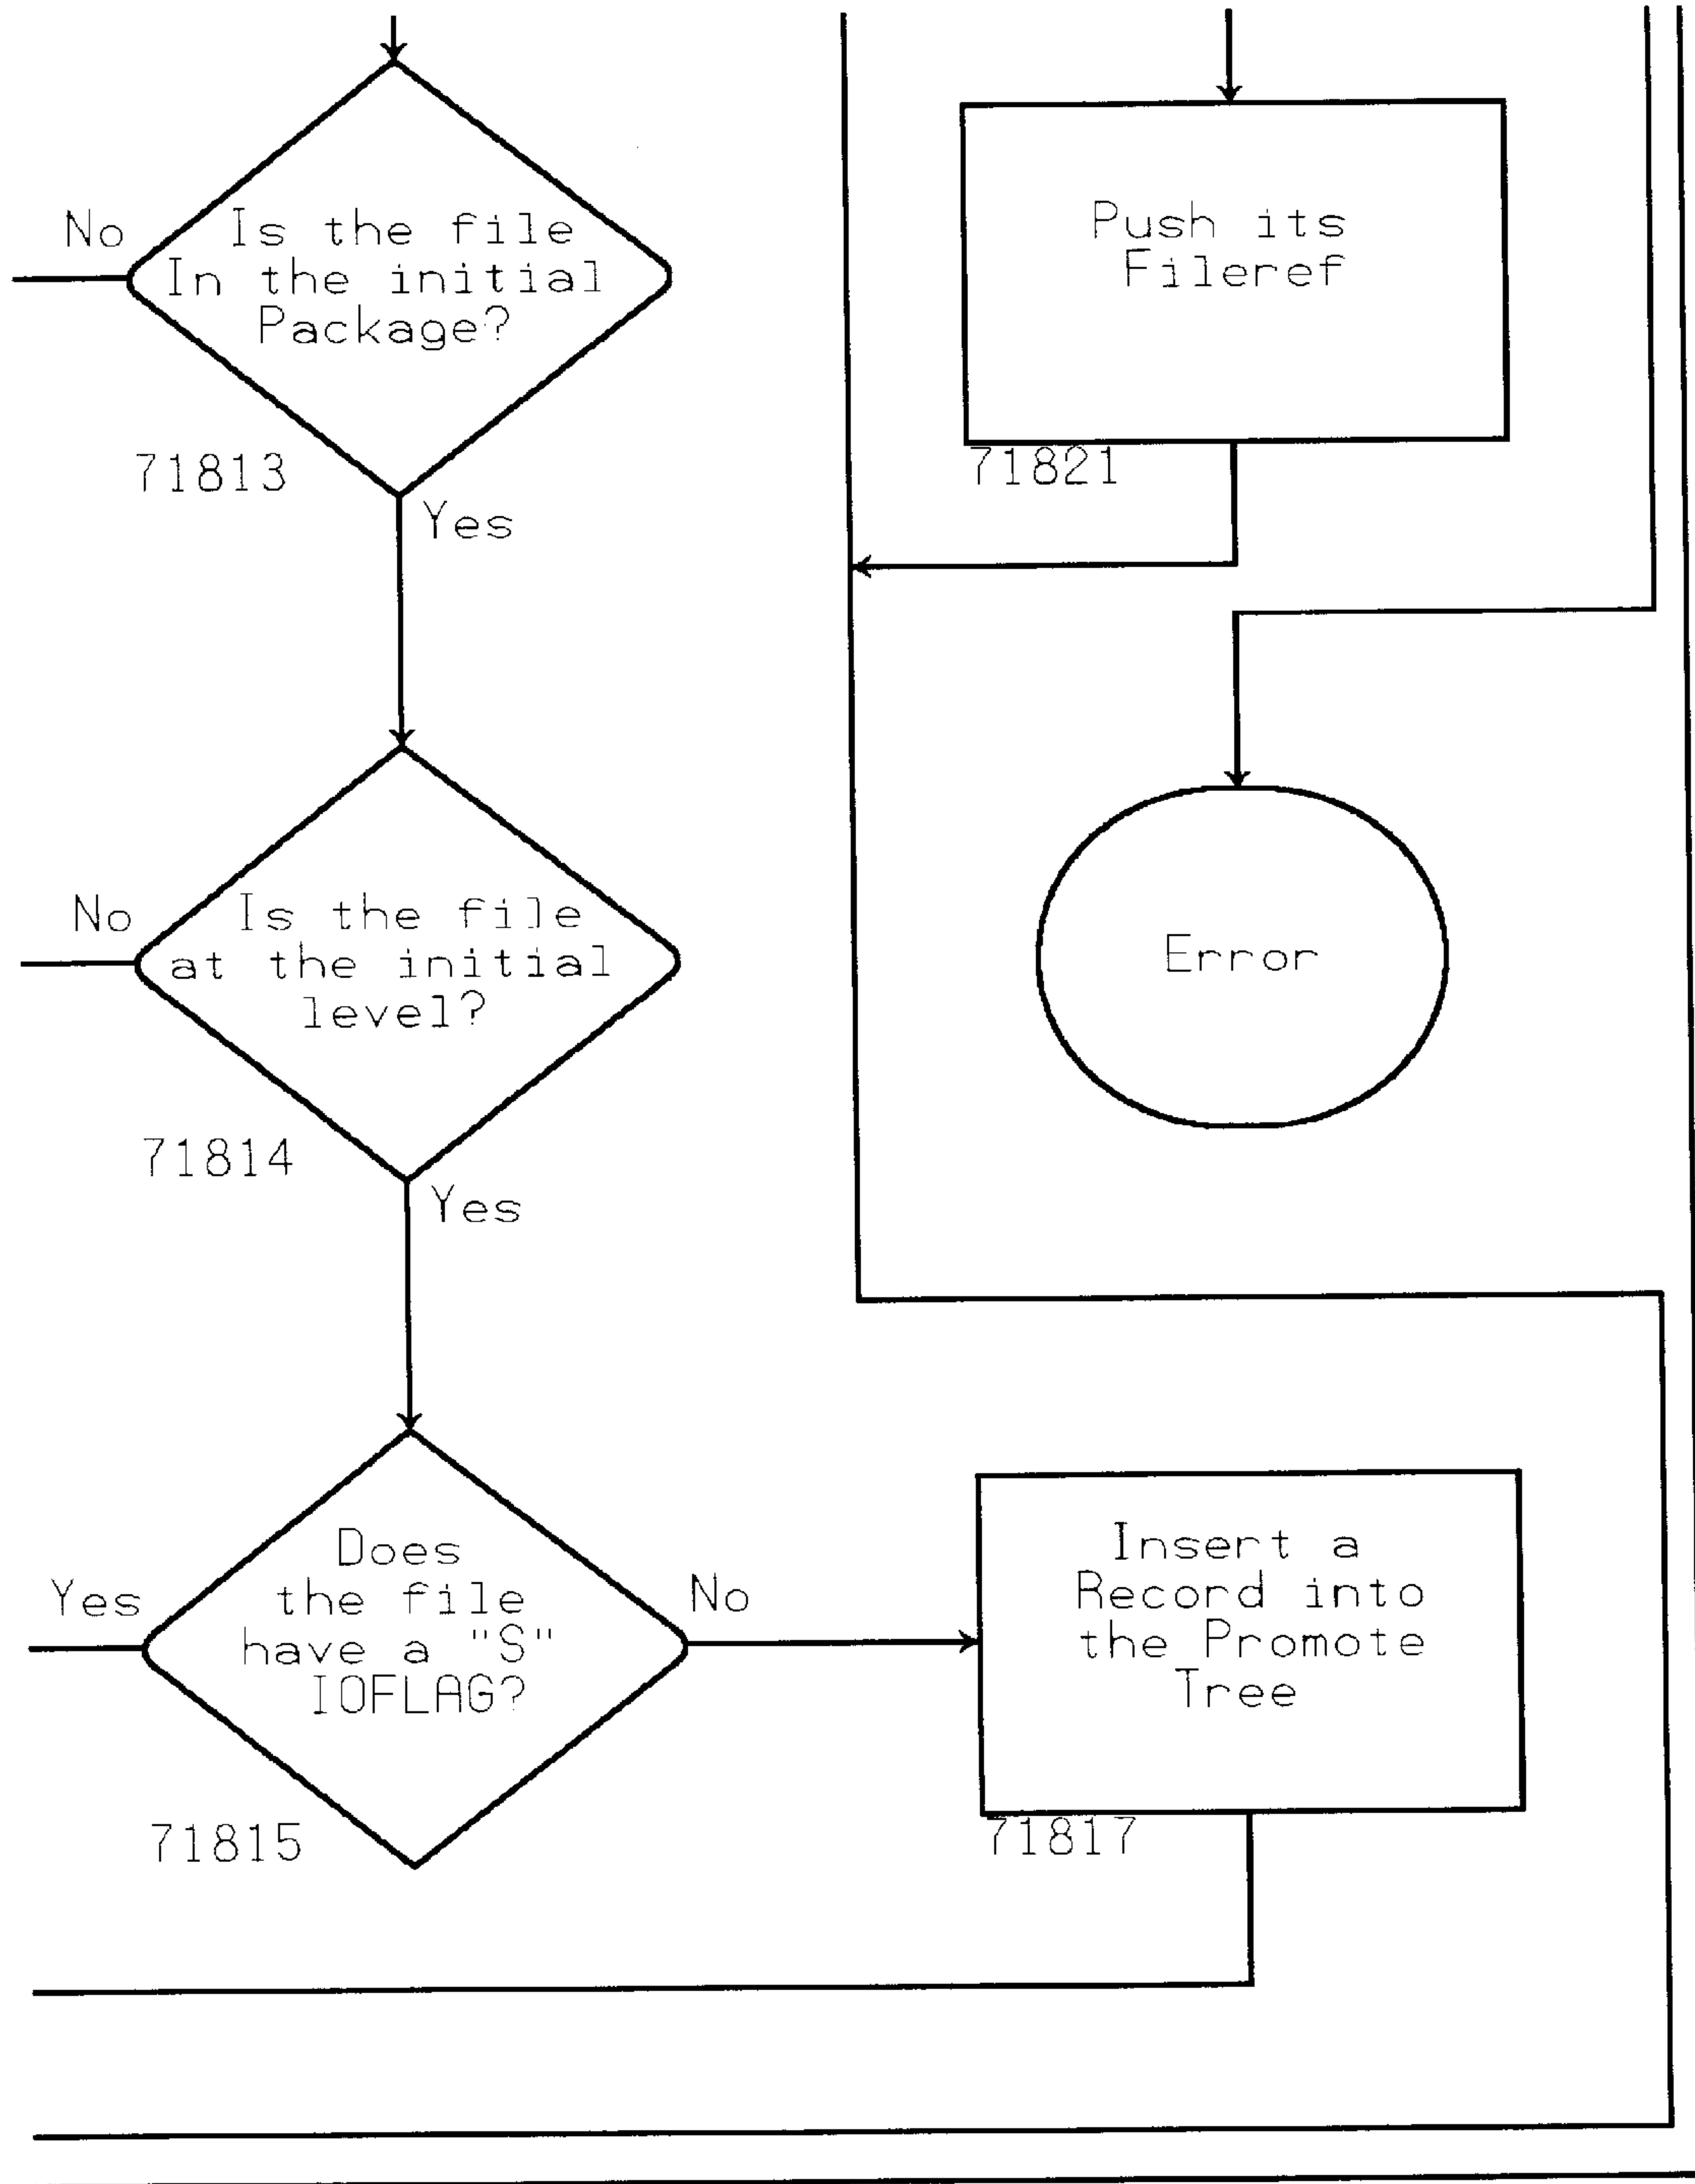 No
Is the file
In the initial
Package?
71813
Yes
Push its
Fileref
71821
No
Is the file
at the initial
level?
71814
Yes
Error
Yes
Does
the file
have a "S"
IOFLAG?
71815
No
Insert a
Record into
the Promote
Tree
71817